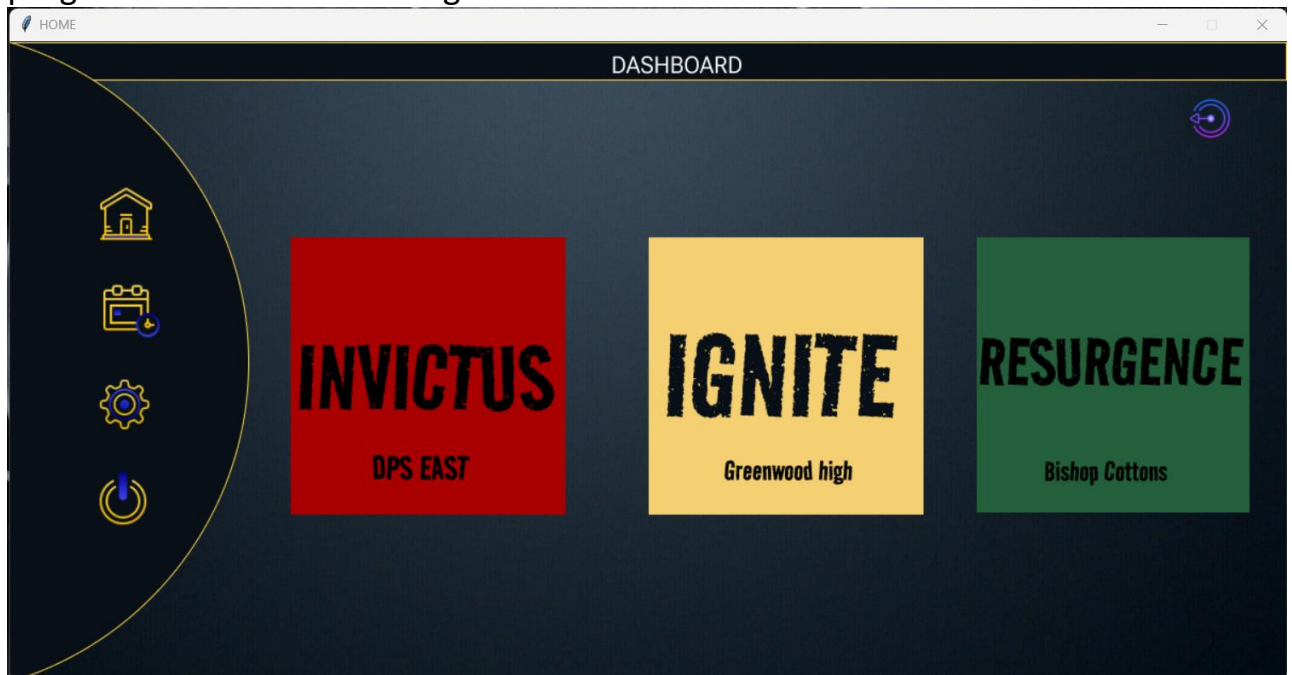 HOME
DASHBOARD
INVICTUS
DPS EAST
IGNITE
Greenwood high
RESURGENCE
Bishop Cottons